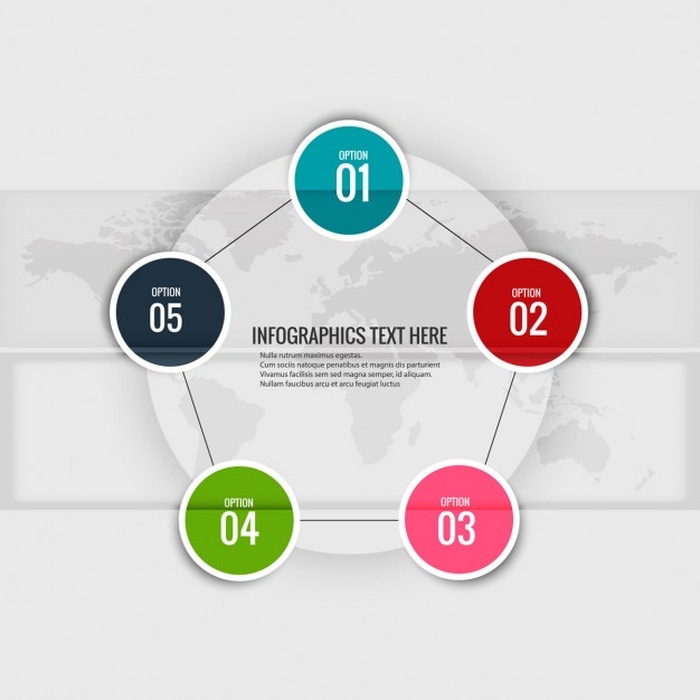 OPTION
01
OPTION
02
OPTION
03
OPTION
04
OPTION
05
INFOGRAPHICS TEXT HERE
Nulla rutrum maximus egestas.
Cum sociis natoque penatibus et magnis dis parturient
Vivamus facilisis sem sed magna semper, id aliquam.
Nullam faucibus arcu et arcu feugiat luctus